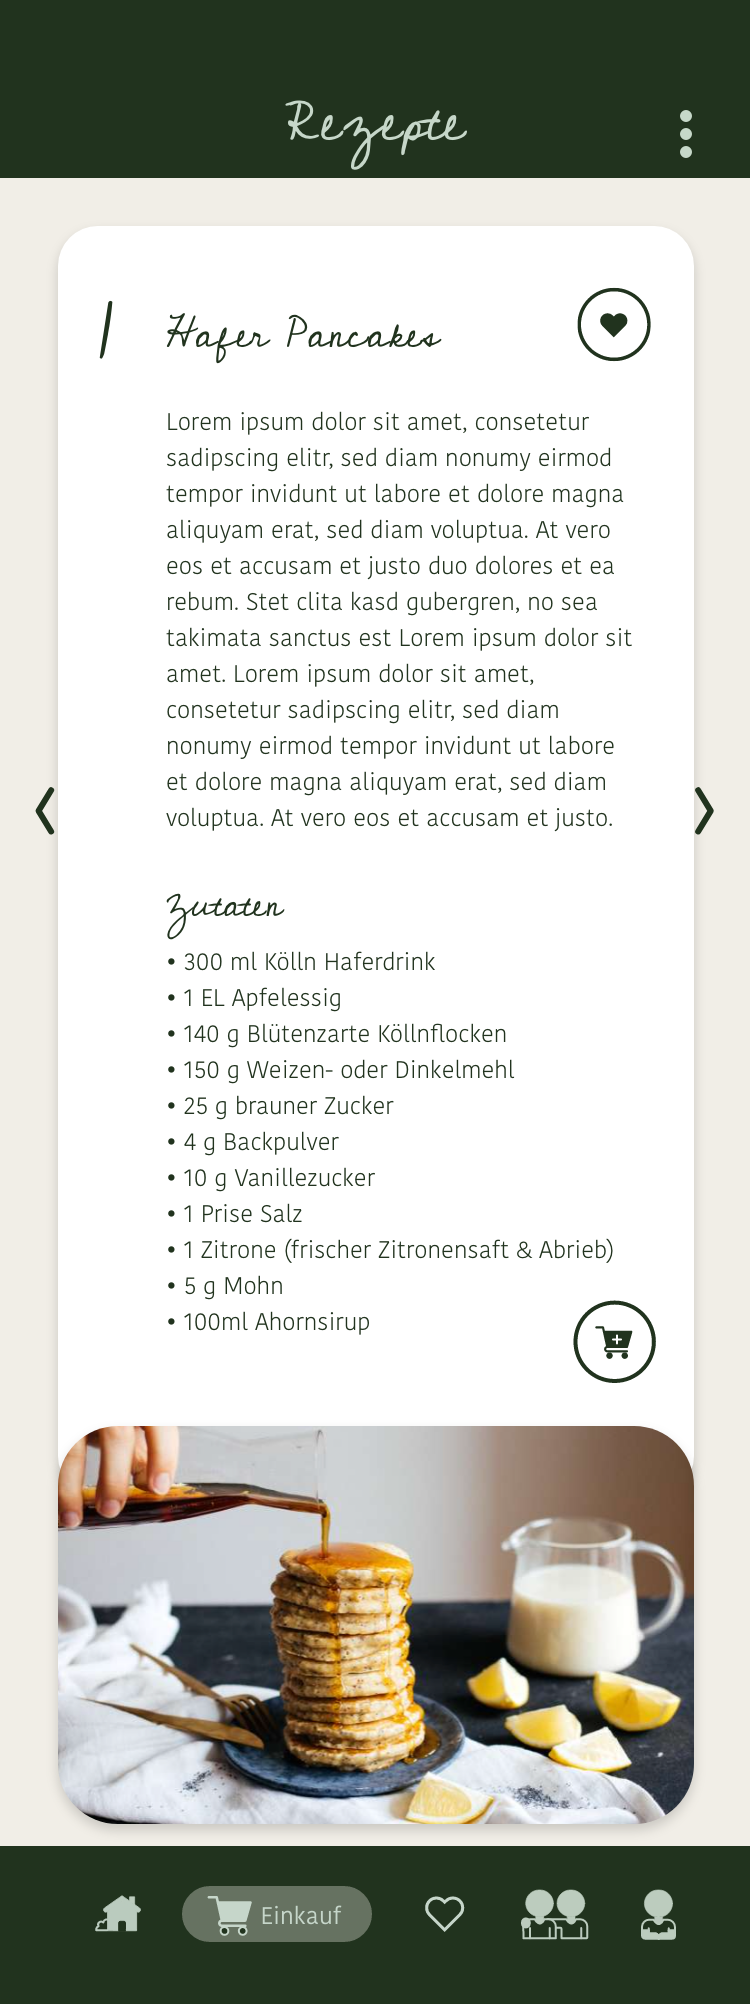 Rezepte
1 Hafer Pancakes
Lorem ipsum dolor sit amet, consetetur
sadipscing elitr, sed diam nonumy eirmod
tempor invidunt ut labore et dolore magna
aliquyam erat, sed diam voluptua. At vero
eos et accusam et justo duo dolores et ea
rebum. Stet clita kasd gubergren, no sea
takimata sanctus est Lorem ipsum dolor sit
amet. Lorem ipsum dolor sit amet,
consetetur sadipscing elitr, sed diam
nonumy eirmod tempor invidunt ut labore
et dolore magna aliquyam erat, sed diam
voluptua. At vero eos et accusam et justo.
Zutaten
• 300 ml Kölln Haferdrink
• 1 EL Apfelessig
• 140 g Blütenzarte Köllnflocken
• 150 g Weizen- oder Dinkelmehl
• 25 g brauner Zucker
• 4 g Backpulver
• 10 g Vanillezucker
• 1 Prise Salz
• 1 Zitrone (frischer Zitronensaft & Abrieb)
• 5 g Mohn
• 100ml Ahornsirup
Einkauf